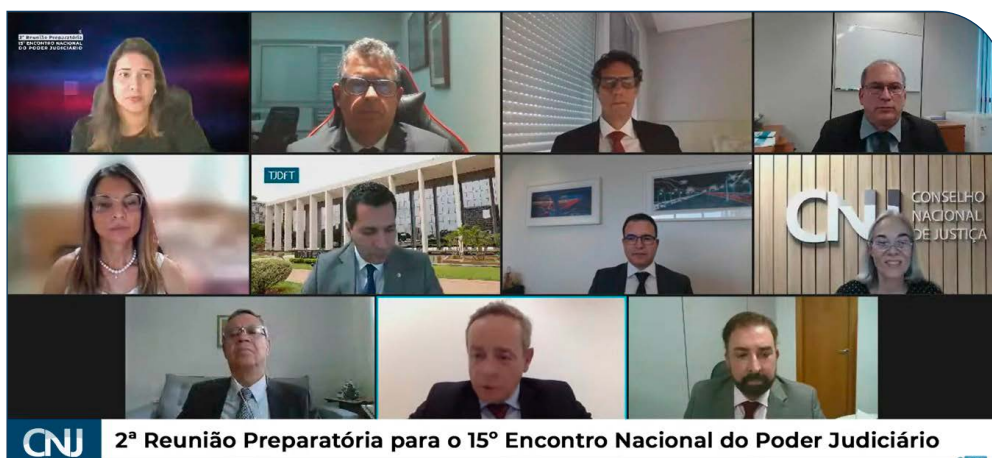 2ª Reunião Preparatória
15º ENCONTRO NACIONAL
DO PODER JUDICIÁRIO
TJDFT
CNJ
CONSELHO
NACIONAL
DE JUSTIÇA
CNJ
2ª Reunião Preparatória para o 15º Encontro Nacional do Poder Judiciário